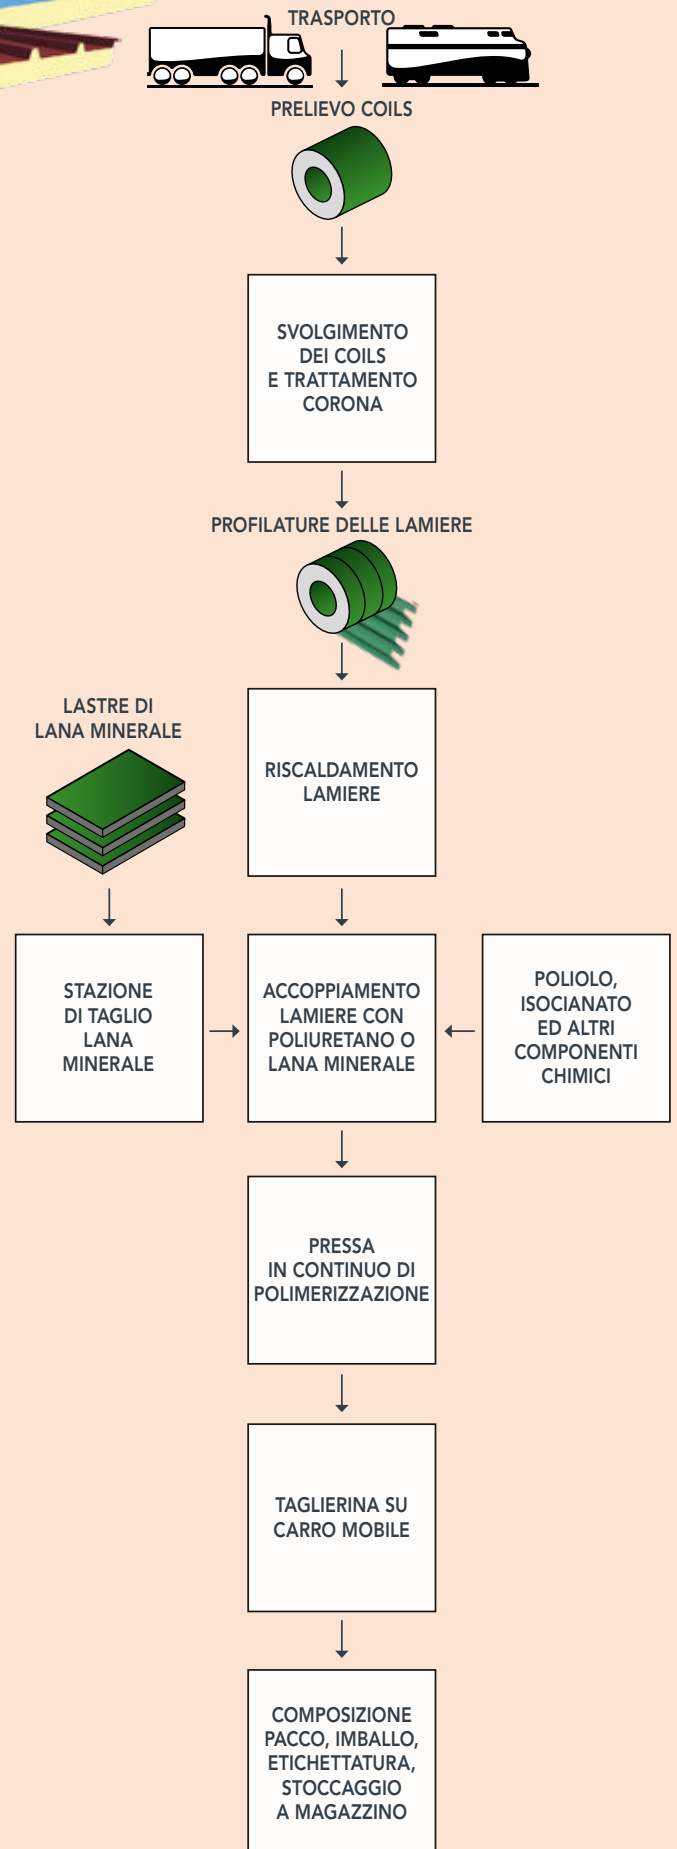 TRASPORTO
PRELIEVO COILS
SVOLGIMENTO
DEI COILS
E TRATTAMENTO
CORONA
PROFILATURE DELLE LAMIERE
LASTRE DI
LANA MINERALE
RISCALDAMENTO
LAMIERE
STAZIONE
DI TAGLIO
LANA
MINERALE
ACCOPPIAMENTO
LAMIERE CON
POLIURETANO O
LANA MINERALE
POLIOLO,
ISOCIANATO
ED ALTRI
COMPONENTI
CHIMICI
PRESSA
IN CONTINUO DI
POLIMERIZZAZIONE
TAGLIERINA SU
CARRO MOBILE
COMPOSIZIONE
PACCO, IMBALLO,
ETICHETTATURA,
STOCCAGGIO
A MAGAZZINO